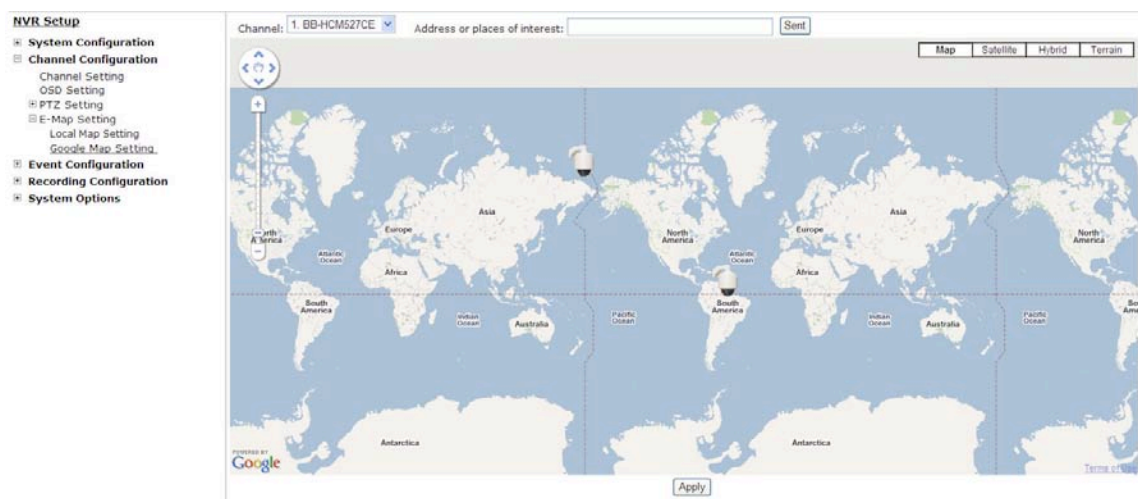 NVR Setup
System Configuration
Channel Configuration
Channel Setting
OSD Setting
PTZ Setting
E-Map Setting
Local Map Setting
Google Map Setting
Event Configuration
Recording Configuration
System Options
Channel: 1. BB-HCM527CE Address or places of interest: Sent
Map Satellite Hybrid Terrain
Asia
Asia
Europe
North America
Europe
North America
North America
Atlantic Ocean
Atlantic Ocean
Africa
Africa
South America
South America
Indian Ocean
Australia
Pacific Ocean
Indian Ocean
Australia
Pacific Ocean
Antarctica
Antarctica
POWERED BY
Google
Terms of
Apply